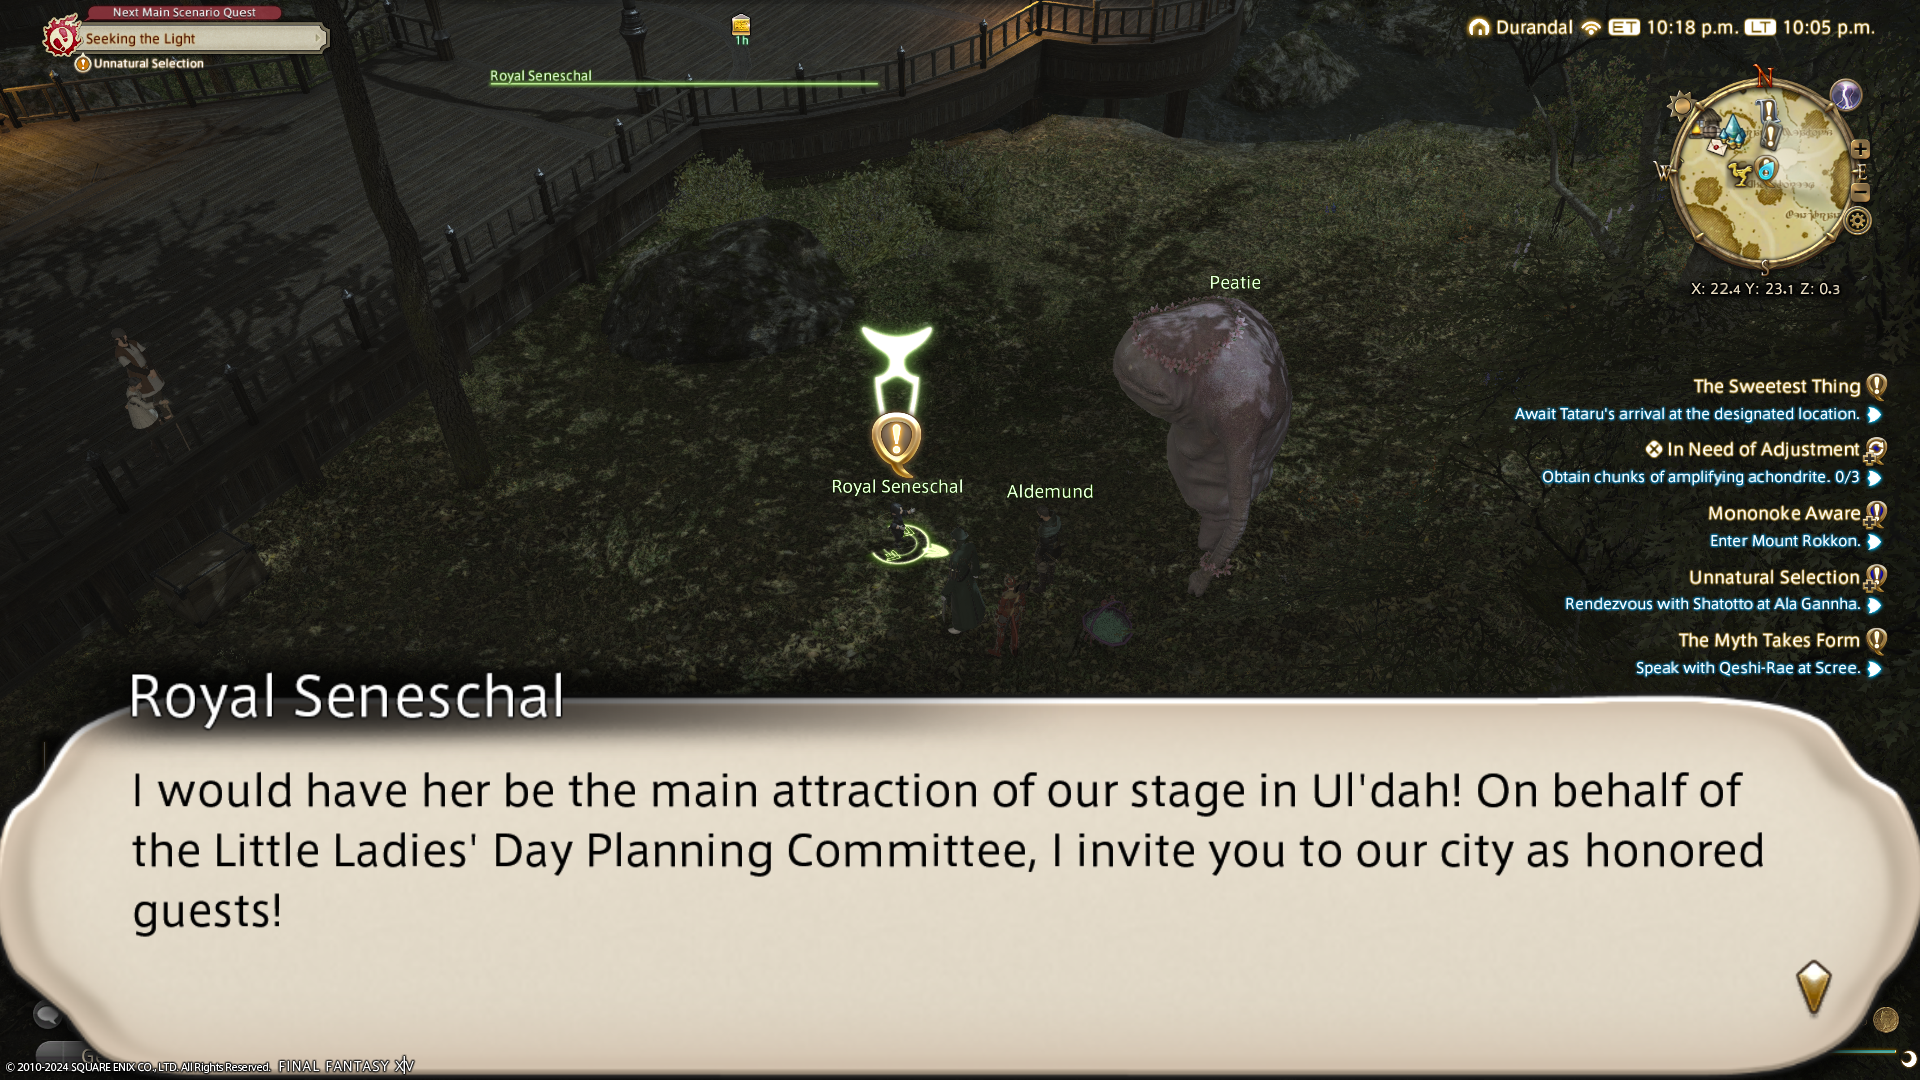 Next Main Scenario Quest
Seeking the Light
Unnatural Selection
1h
Royal Seneschal
Durandal ET 10:18 p.m. LT 10:05 p.m.
N
W
E
S
X: 22.4 Y: 23.1 Z: 0.3
Peatie
Royal Seneschal
Aldemund
The Sweetest Thing
Await Tataru's arrival at the designated location.
In Need of Adjustment
Obtain chunks of amplifying achondrite. 0/3
Mononoke Aware
Enter Mount Rokkon.
Unnatural Selection
Rendezvous with Shatotto at Ala Gannha.
The Myth Takes Form
Speak with Qeshi-Rae at Scree.
Royal Seneschal
I would have her be the main attraction of our stage in Ul'dah! On behalf of
the Little Ladies' Day Planning Committee, I invite you to our city as honored
guests!
© 2010-2024 SQUARE ENIX CO., LTD. All Rights Reserved. FINAL FANTASY XIV